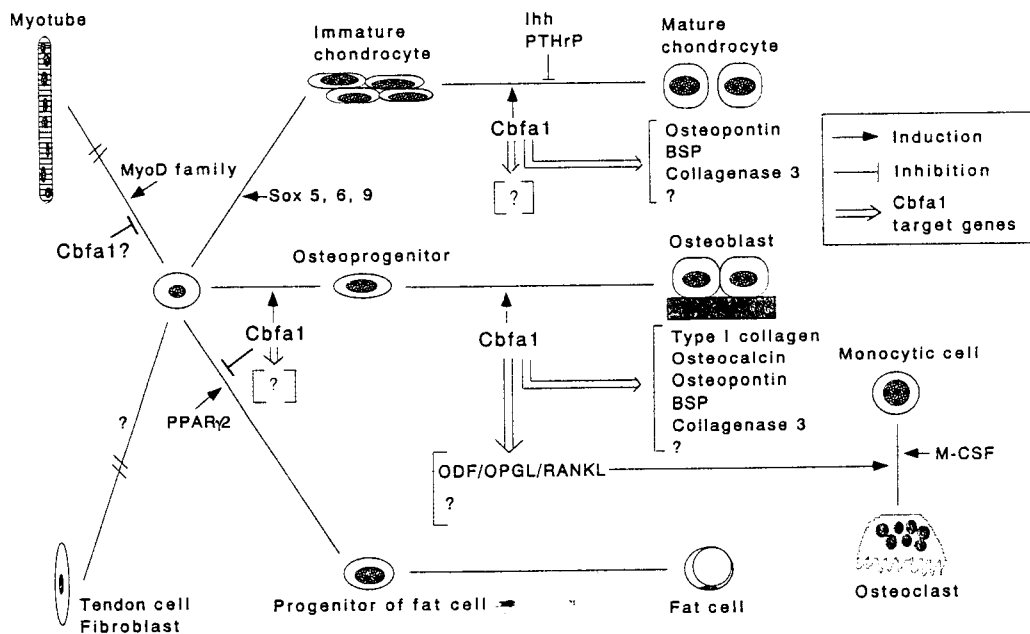 Myotube
Immature
chondrocyte
Ihh
PTHrP
Mature
chondrocyte
Cbfa1
[ ? ]
Osteopontin
BSP
Collagenase 3
?
Induction
Inhibition
Cbfa1
target genes
MyoD family
Cbfa1?
Sox 5, 6, 9
Osteoprogenitor
Osteoblast
Cbfa1
[ ? ]
Cbfa1
Type I collagen
Osteocalcin
Osteopontin
BSP
Collagenase 3
?
Monocytic cell
?
PPARγ2
ODF/OPGL/RANKL
?
M-CSF
Osteoclast
Tendon cell
Fibroblast
Progenitor of fat cell
Fat cell